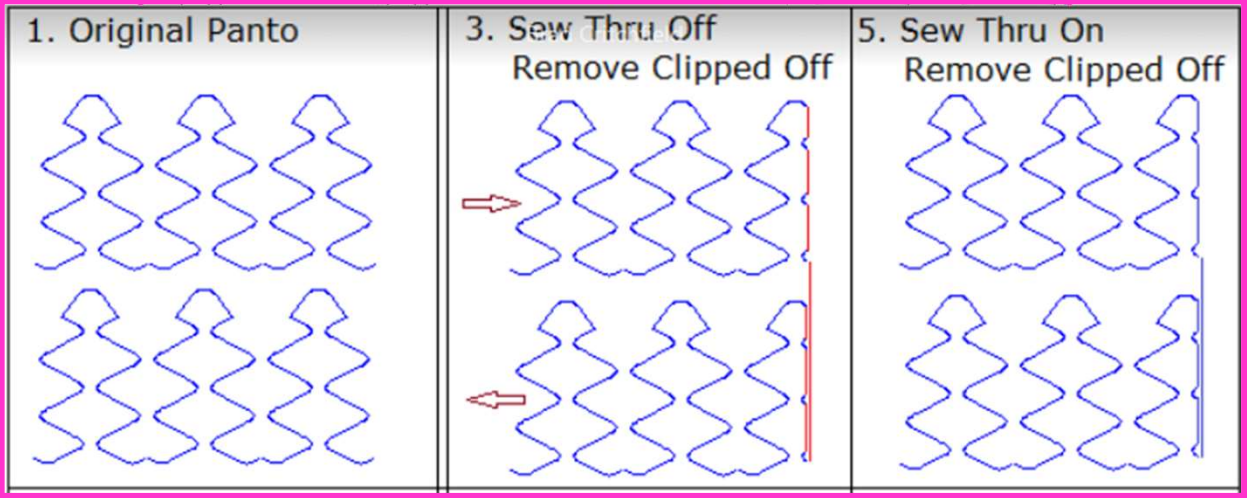 1. Original Panto
3. Sew Thru Off
Remove Clipped Off
5. Sew Thru On
Remove Clipped Off